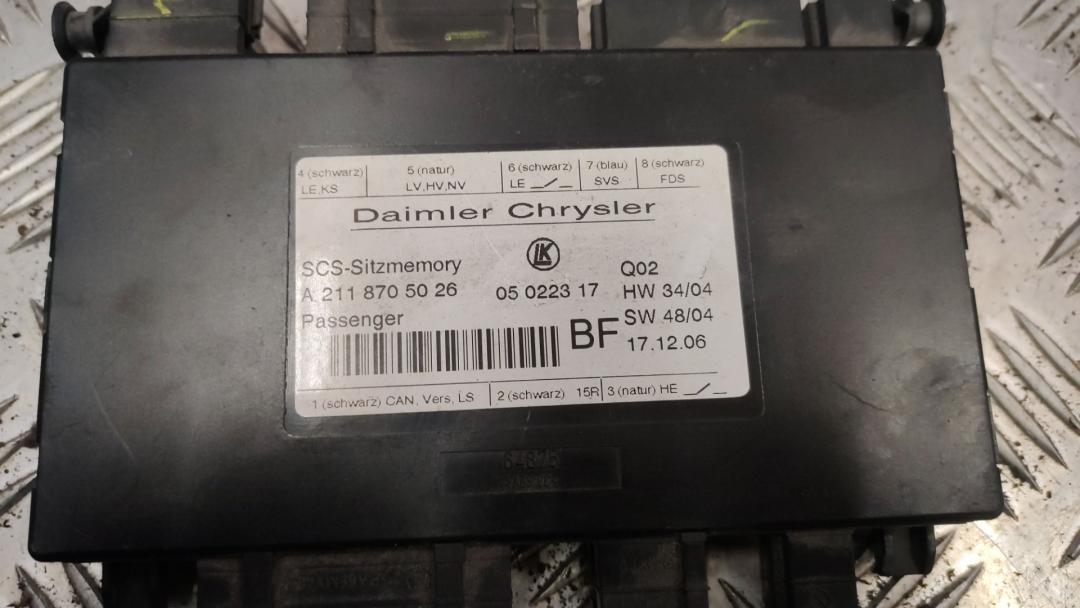 4 (schwarz) 5 (natur) 6 (schwarz) 7 (blau) 8 (schwarz)
LE,KS LV,HV,NV LE SVS FDS
Daimler Chrysler
LK
SCS-Sitzmemory Q02
A 211 870 50 26 05 0223 17 HW 34/04
Passenger BF SW 48/04
17.12.06
1 (schwarz) CAN, Vers, LS 2 (schwarz) 15R 3 (natur) HE